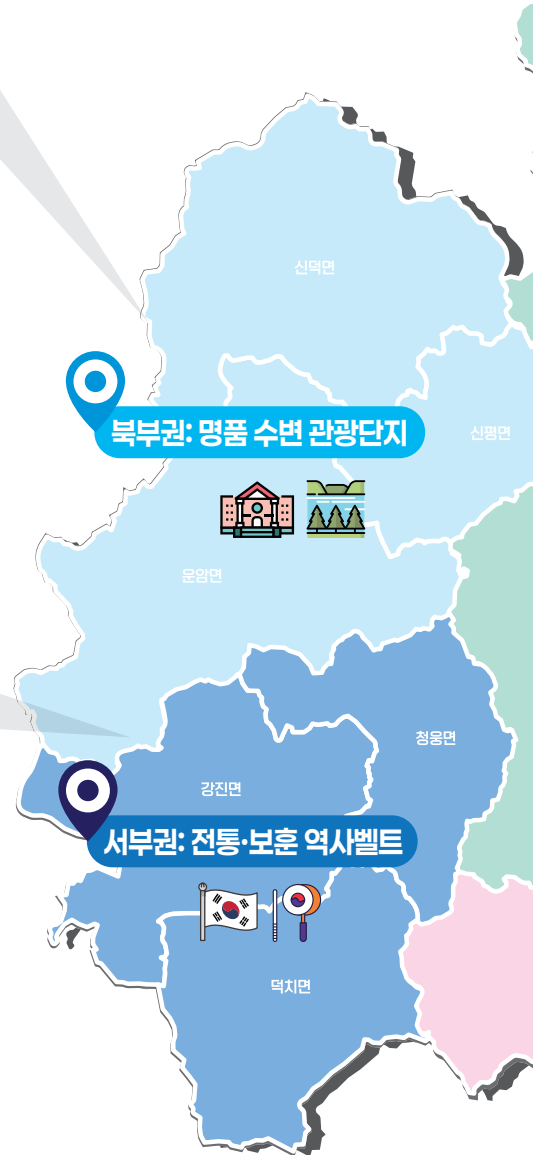 신덕면
북부권: 명품 수변 관광단지
신평면
운암면
청웅면
강진면
서부권: 전통·보훈 역사벨트
덕치면